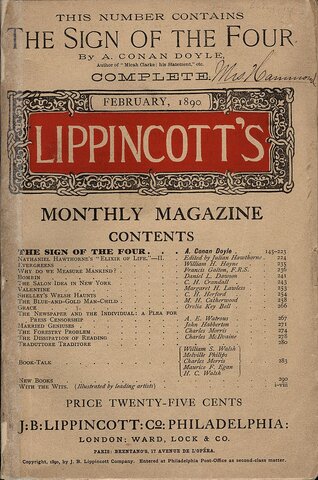 THIS NUMBER CONTAINS
THE SIGN OF THE FOUR.
By A. CONAN DOYLE,
Author of "Micah Clarke: his Statement," etc.
COMPLETE.
Mrs. Hammond
FEBRUARY, 1890
LIPPINCOTT'S
MONTHLY MAGAZINE
CONTENTS
THE SIGN OF THE FOUR. . . A. Conan Doyle . 145-223
NATHANIEL HAWTHORNE'S "ELIXIR OF LIFE."—II. Edited by Julian Hawthorne . 224
EVERGREENS William H. Hayne . 235
WHY DO WE MEASURE MANKIND? . Francis Galton, F.R.S. . 236
Daniel L. Dawson . 241
THE SALON IDEA IN NEW YORK C. H. Crandall . 243
VALENTINE Margaret H. Lawless . 253
SHELLEY'S WELSH HAUNTS C. H. Herford
THE BLUE-AND-GOLD MAN-CHILD . M. H. Catherwood . 258
GRACE Orelia Key Bell . 266
THE NEWSPAPER AND THE INDIVIDUAL: A PLEA FOR
PRESS CENSORSHIP A. E. Watrous . 267
MARRIED GENIUSES John Habberton . 271
THE FORESTRY PROBLEM Charles Morris . 274
THE DISSIPATION OF READING Charles McIlvaine . 278
TRADUTTORE TRADITORE 280
BOOK-TALK
William S. Walsh
Melville Philips
Charles Morris . 283
Maurice F. Egan
H. C. Walsh
NEW BOOKS 290
WITH THE WITS. (Illustrated by leading artists) i-viii
PRICE TWENTY-FIVE CENTS
J:B:LIPPINCOTT:Cº:PHILADELPHIA:
LONDON: WARD, LOCK & CO.
PARIS: BRENTANO'S, 17 AVENUE DE L'OPÉRA.
Copyright, 1890, by J. B. Lippincott Company. Entered at Philadelphia Post-Office as second-class matter.